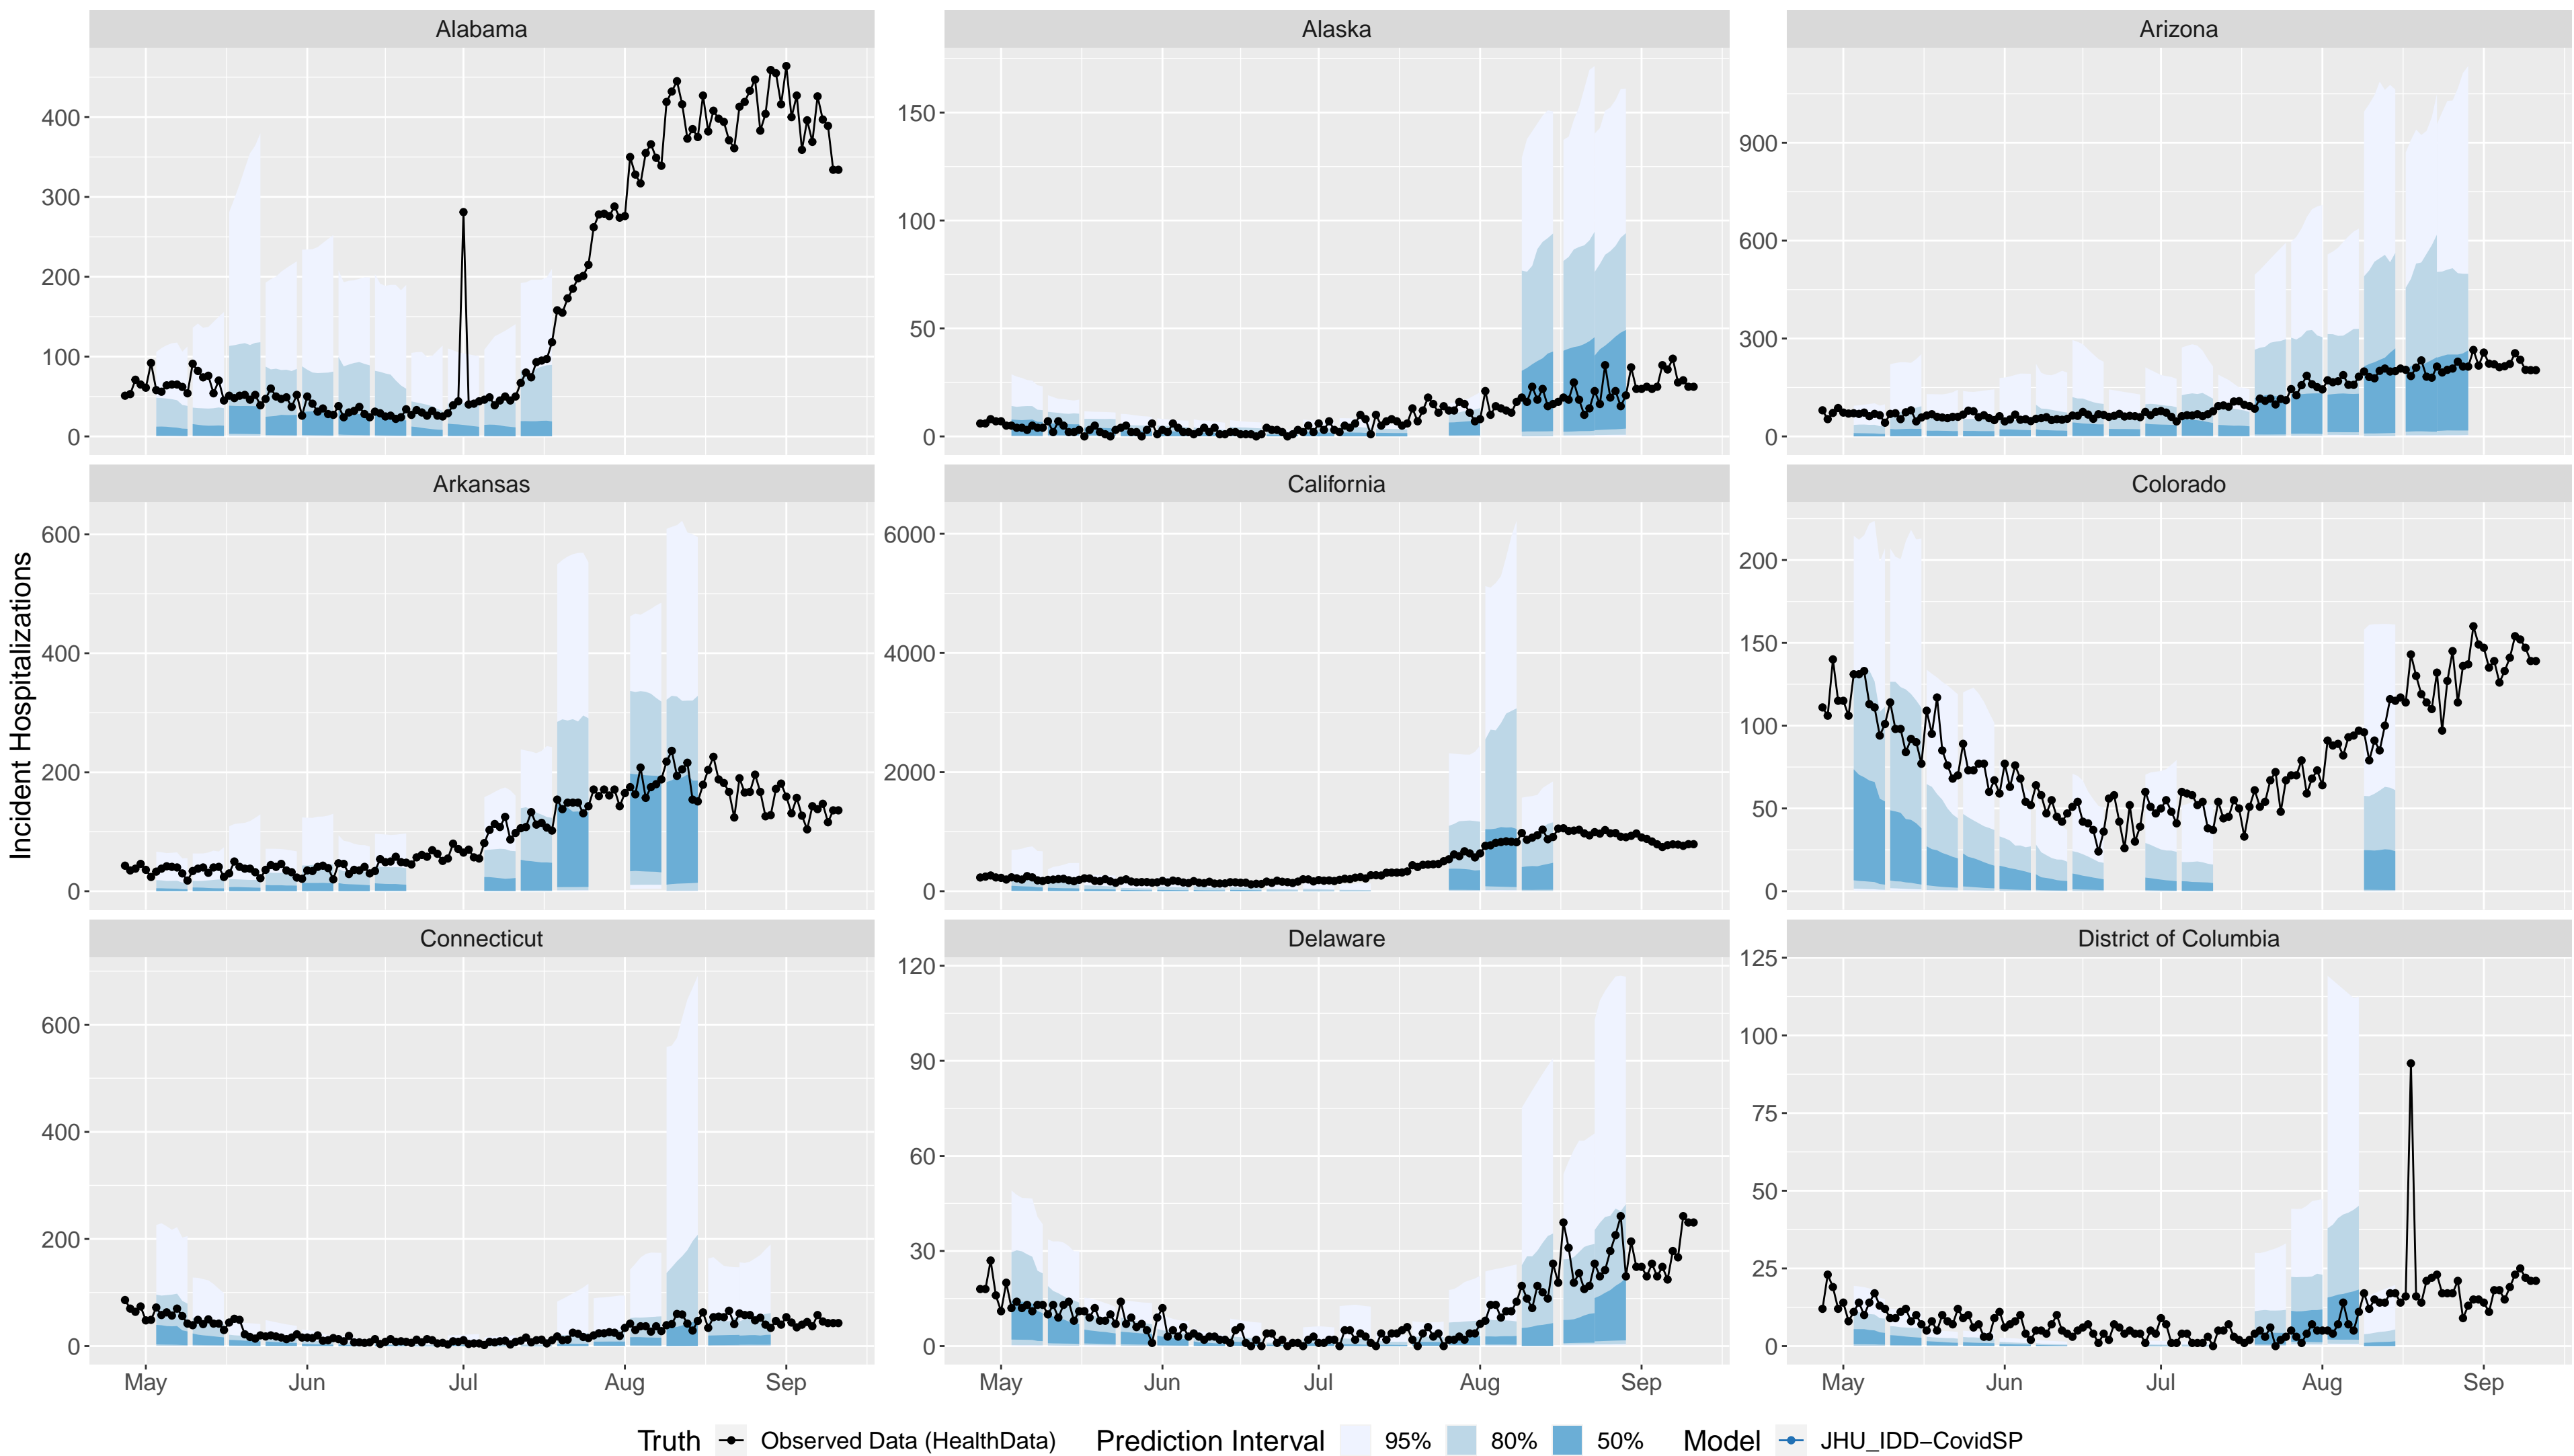 Alabama Alaska Arizona
400 150 900
300 100 600
200 50 300
100 0 0
0
Arkansas California Colorado
600 6000 200
400 4000 150
200 2000 100
0 0 50
0
Incident Hospitalizations
Connecticut Delaware District of Columbia
600 120 125
400 90 100
200 60 75
0 30 50
0 25
0
May Jun Jul Aug Sep May Jun Jul Aug Sep May Jun Jul Aug Sep
Truth Observed Data (HealthData) Prediction Interval 95% 80% 50% Model JHU_IDD−CovidSP